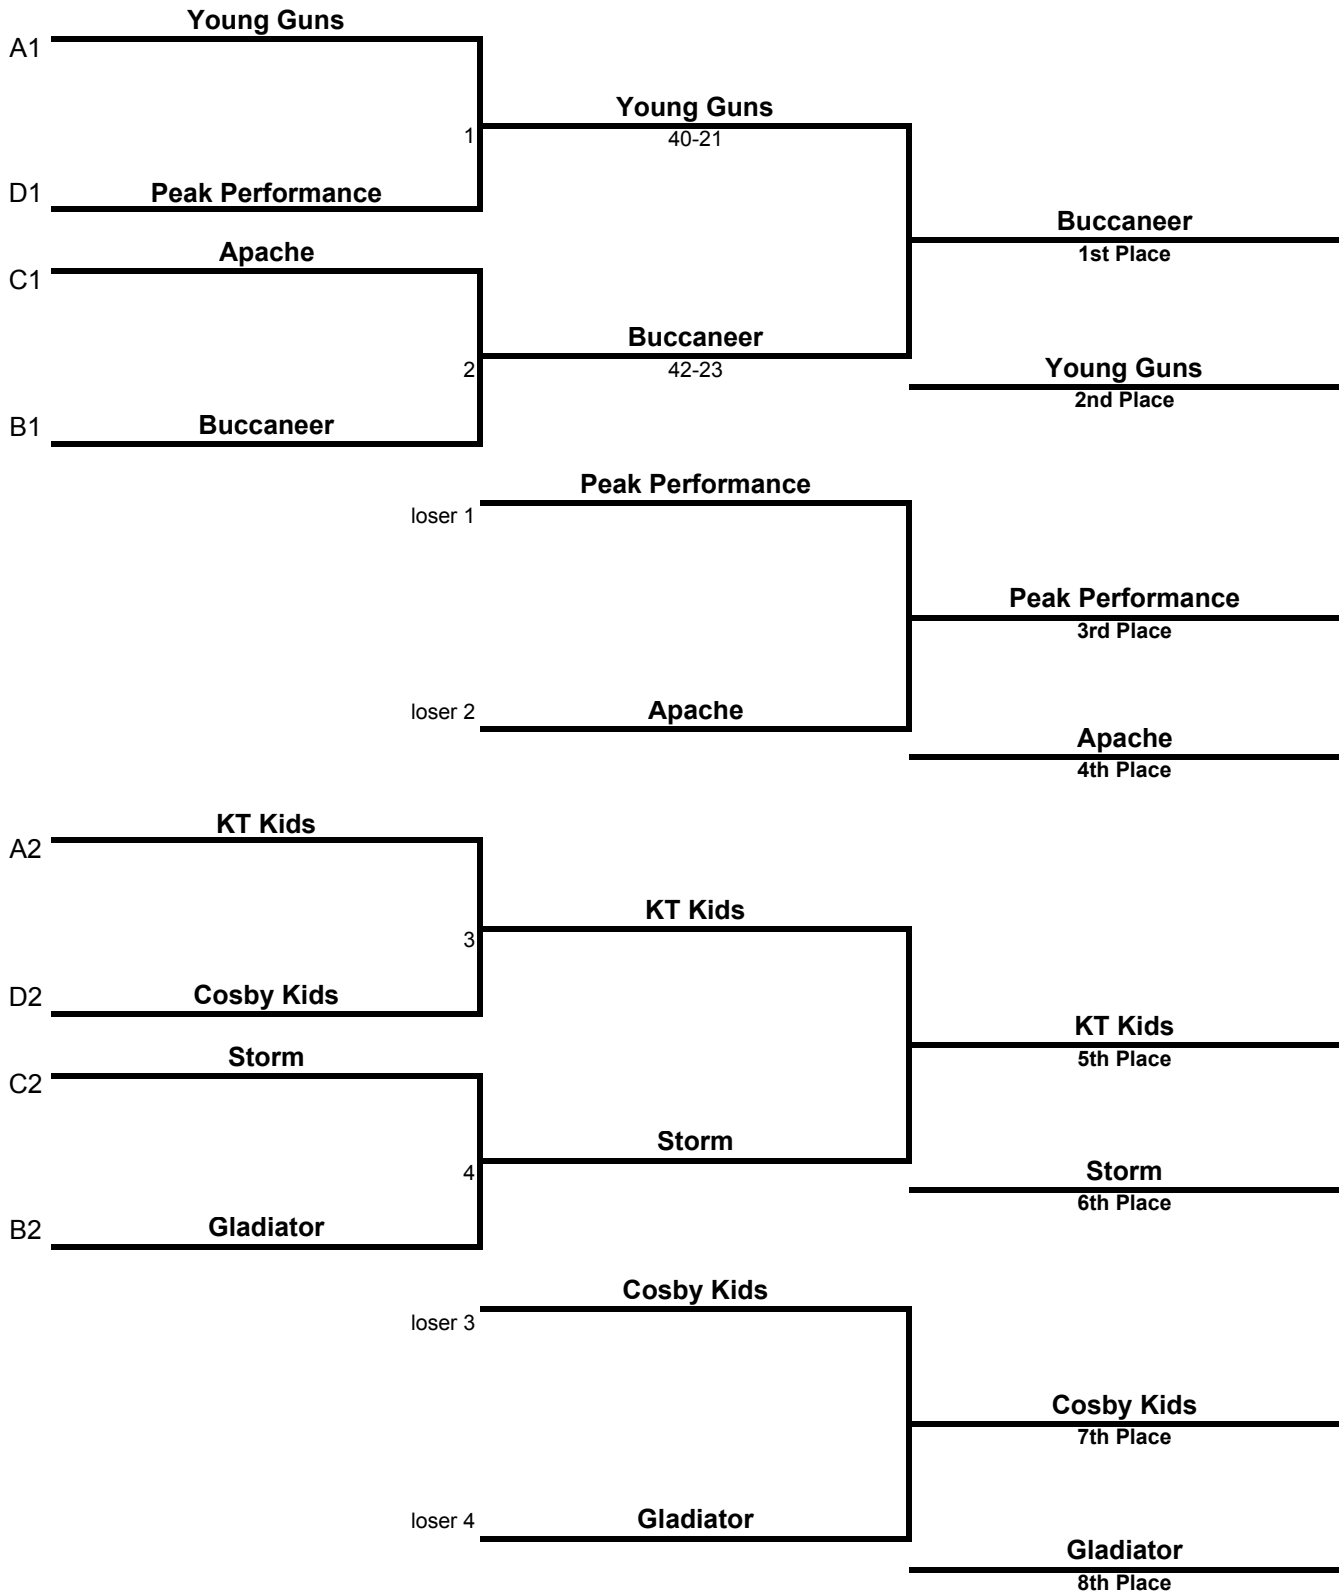 Young Guns
A1
Young Guns
1
40-21
D1
Peak Performance
Buccaneer
1st Place
Apache
C1
Buccaneer
2
42-23
Young Guns
2nd Place
B1
Buccaneer
Peak Performance
loser 1
Peak Performance
3rd Place
loser 2
Apache
Apache
4th Place
KT Kids
A2
KT Kids
3
D2
Cosby Kids
KT Kids
5th Place
Storm
C2
Storm
4
Storm
6th Place
B2
Gladiator
Cosby Kids
loser 3
Cosby Kids
7th Place
loser 4
Gladiator
Gladiator
8th Place